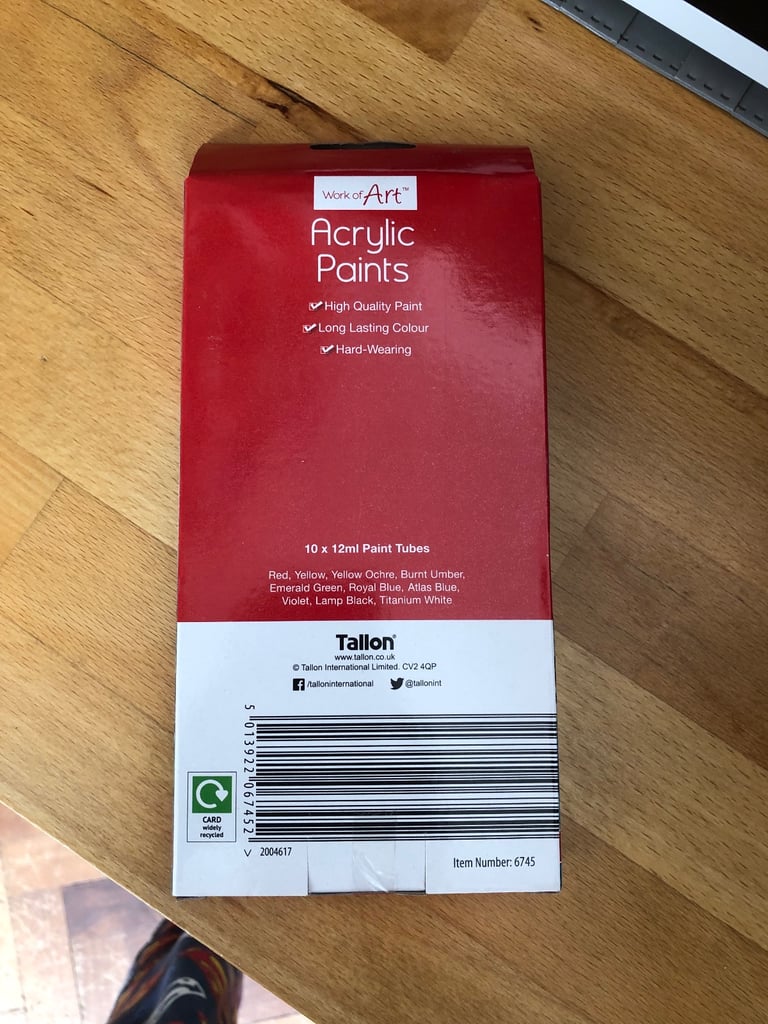 Work of Art™
Acrylic
Paints
High Quality Paint
Long Lasting Colour
Hard-Wearing
10 x 12ml Paint Tubes
Red, Yellow, Yellow Ochre, Burnt Umber,
Emerald Green, Royal Blue, Atlas Blue,
Violet, Lamp Black, Titanium White
Tallon®
www.tallon.co.uk
© Tallon International Limited. CV2 4QP
/talloninternational @tallonint
5 013922 067452
CARD
widely
recycled
V 2004617
Item Number: 6745